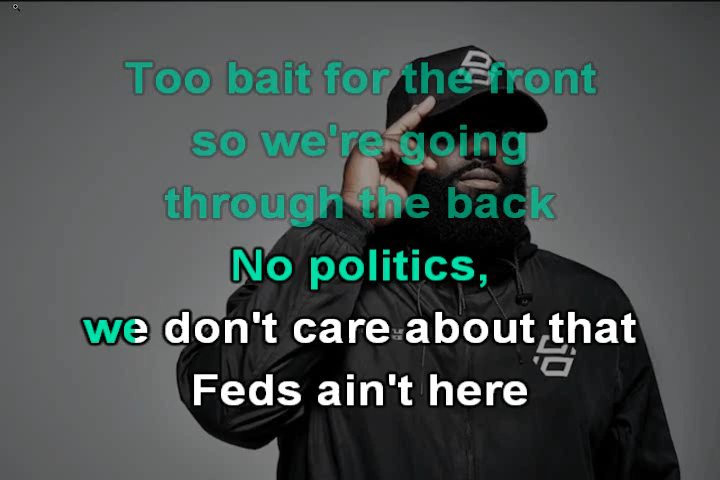 Too bait for the front
so we're going
through the back
No politics,
we don't care about that
Feds ain't here